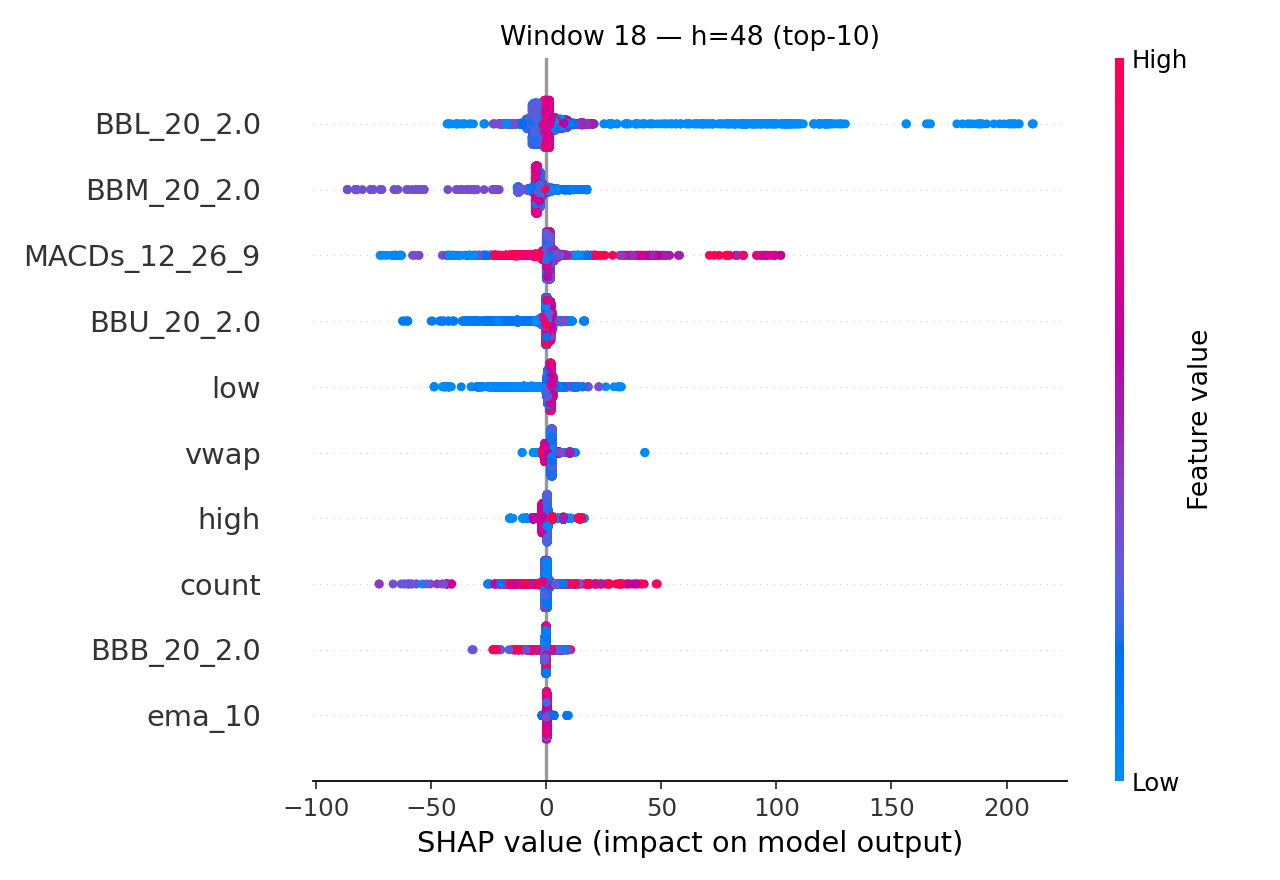 Window 18 — h=48 (top-10)
High
BBL_20_2.0
BBM_20_2.0
MACDs_12_26_9
BBU_20_2.0
low
vwap
high
count
BBB_20_2.0
ema_10
Feature value
Low
−100 −50 0 50 100 150 200
SHAP value (impact on model output)